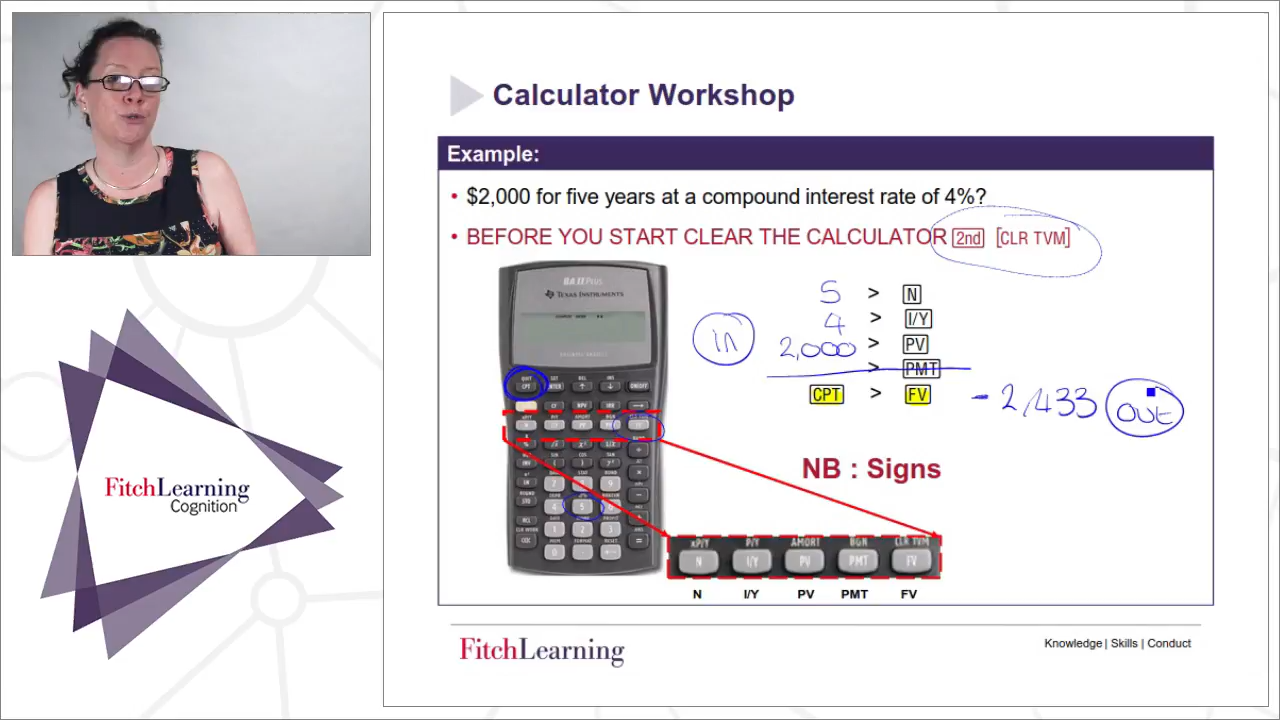 Calculator Workshop
Example:
• $2,000 for five years at a compound interest rate of 4%?
• BEFORE YOU START CLEAR THE CALCULATOR 2nd [CLR TVM]
BA II Plus
TEXAS INSTRUMENTS
5 > N
4 > I/Y
in
2,000 > PV
> PMT
CPT > FV - 2,433 OUT
NB : Signs
xP/Y P/Y AMORT BGN CLR TVM
N I/Y PV PMT FV
N I/Y PV PMT FV
FitchLearning
Cognition
FitchLearning
Knowledge | Skills | Conduct